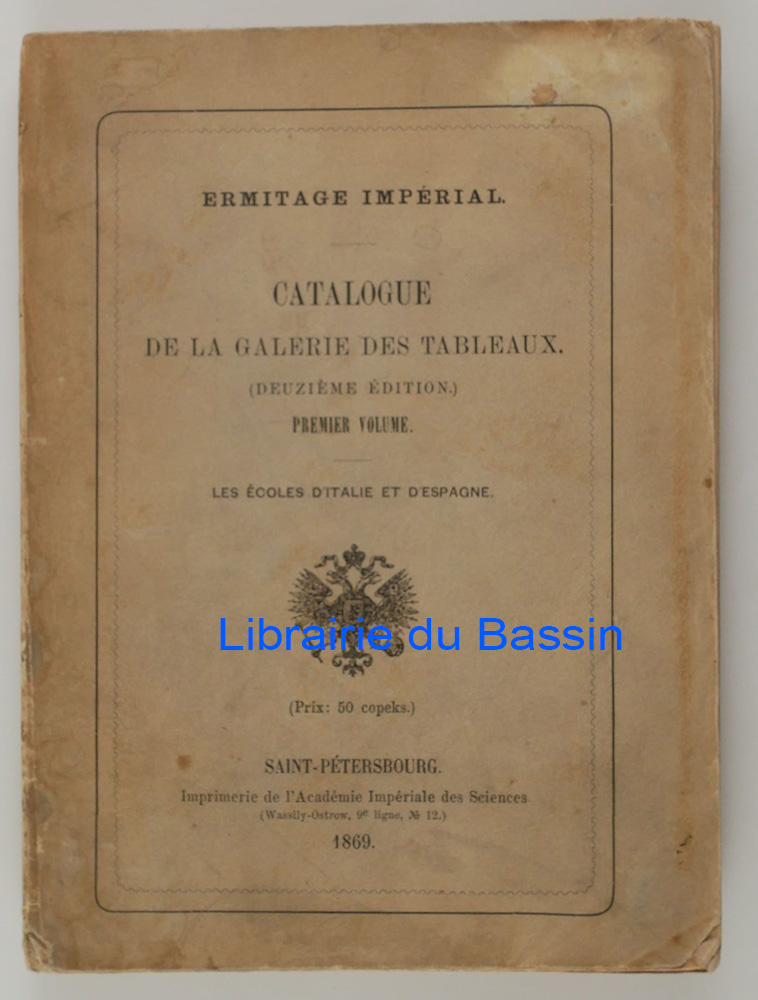 ERMITAGE IMPÉRIAL.
CATALOGUE
DE LA GALERIE DES TABLEAUX.
(DEUZIÈME ÉDITION.)
PREMIER VOLUME.
LES ÉCOLES D'ITALIE ET D'ESPAGNE.
Librairie du Bassin
(Prix: 50 copeks.)
SAINT-PÉTERSBOURG.
Imprimerie de l'Académie Impériale des Sciences
(Wassily-Ostrow, 9e ligne, № 12.)
1869.